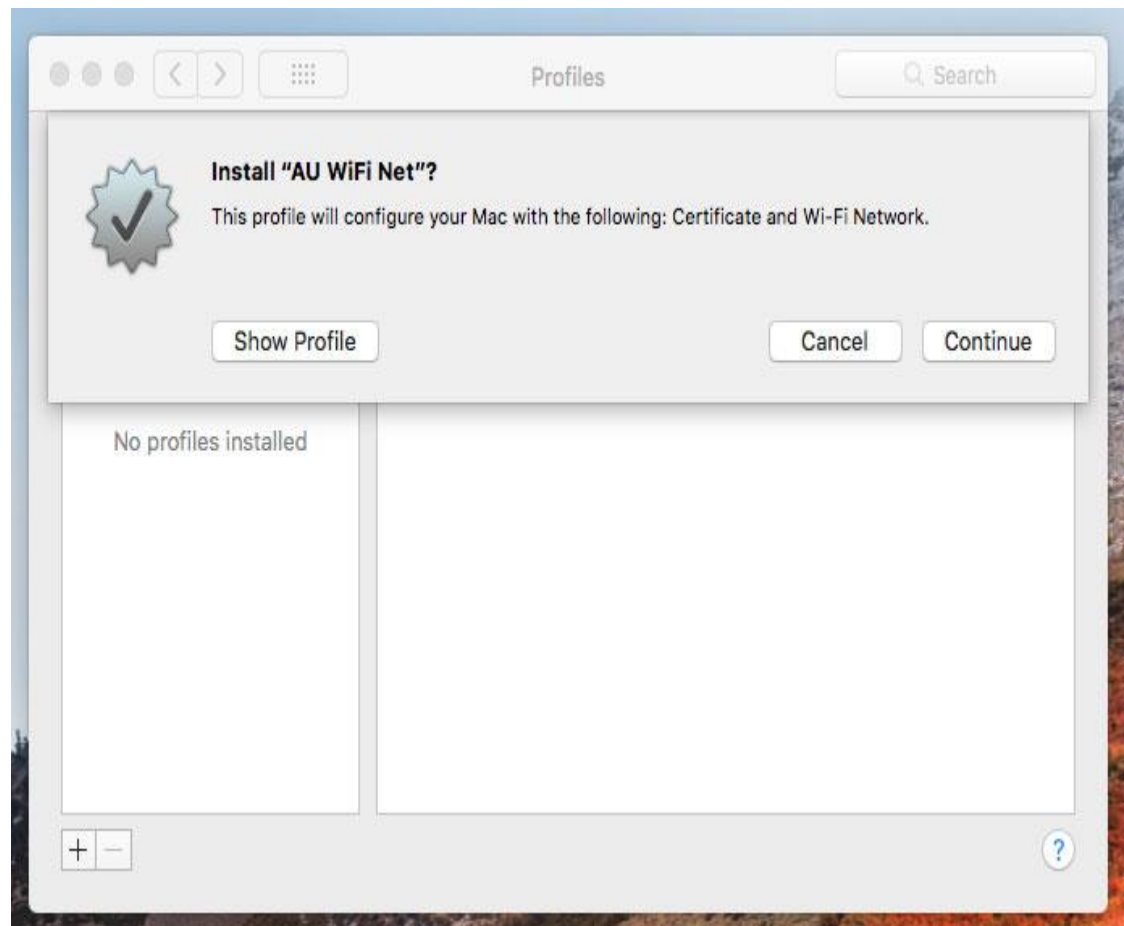 Profiles
Search
Install “AU WiFi Net”?
This profile will configure your Mac with the following: Certificate and Wi-Fi Network.
Show Profile
Cancel
Continue
No profiles installed
+ −
?